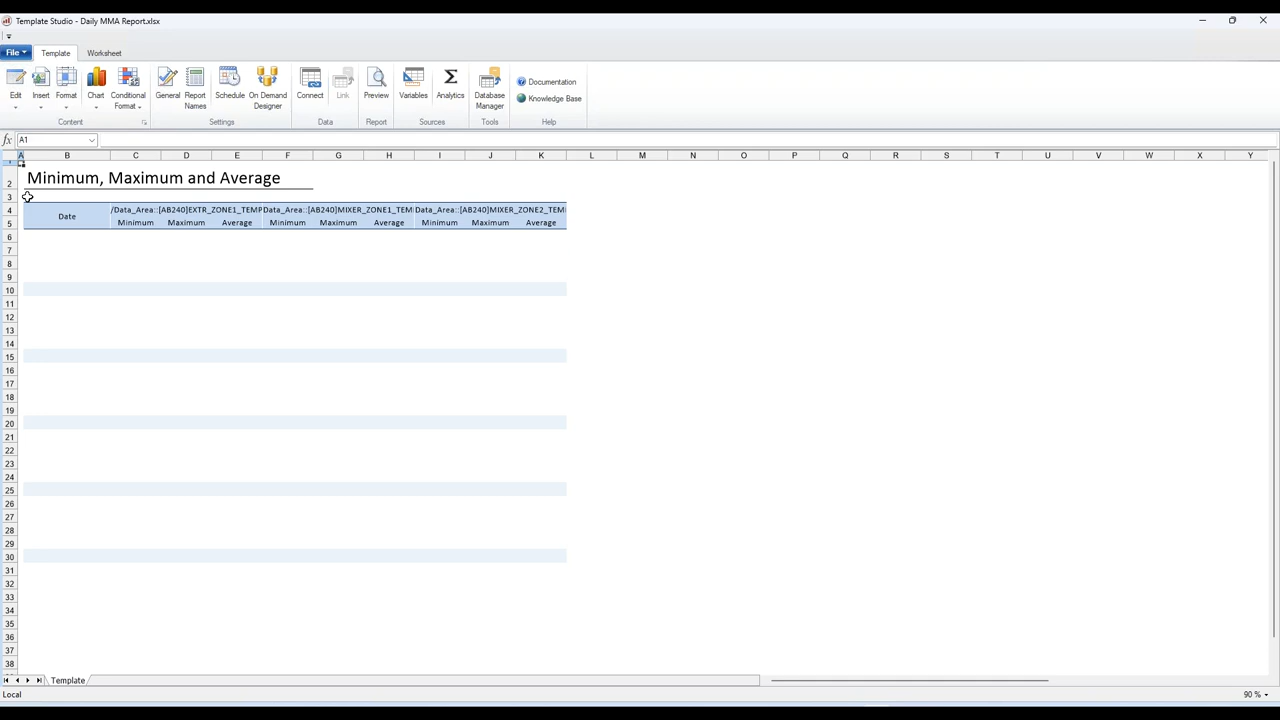 Template Studio - Daily MMA Report.xlsx
File Template Worksheet
Edit Insert Format Chart Conditional Format General Report Names Schedule On Demand Designer Connect Link Preview Variables Analytics Database Manager Documentation
Knowledge Base
Content Settings Data Report Sources Tools Help
fx A1
A B C D E F G H I J K L M N O P Q R S T U V W X Y
1
2 Minimum, Maximum and Average
3
4 Date /Data_Area::[AB240]EXTR_ZONE1_TEMP Data_Area::[AB240]MIXER_ZONE1_TEM Data_Area::[AB240]MIXER_ZONE2_TEM
5 Minimum Maximum Average Minimum Maximum Average Minimum Maximum Average
6
7
8
9
10
11
12
13
14
15
16
17
18
19
20
21
22
23
24
25
26
27
28
29
30
31
32
33
34
35
36
37
38
Template
Local 90 %